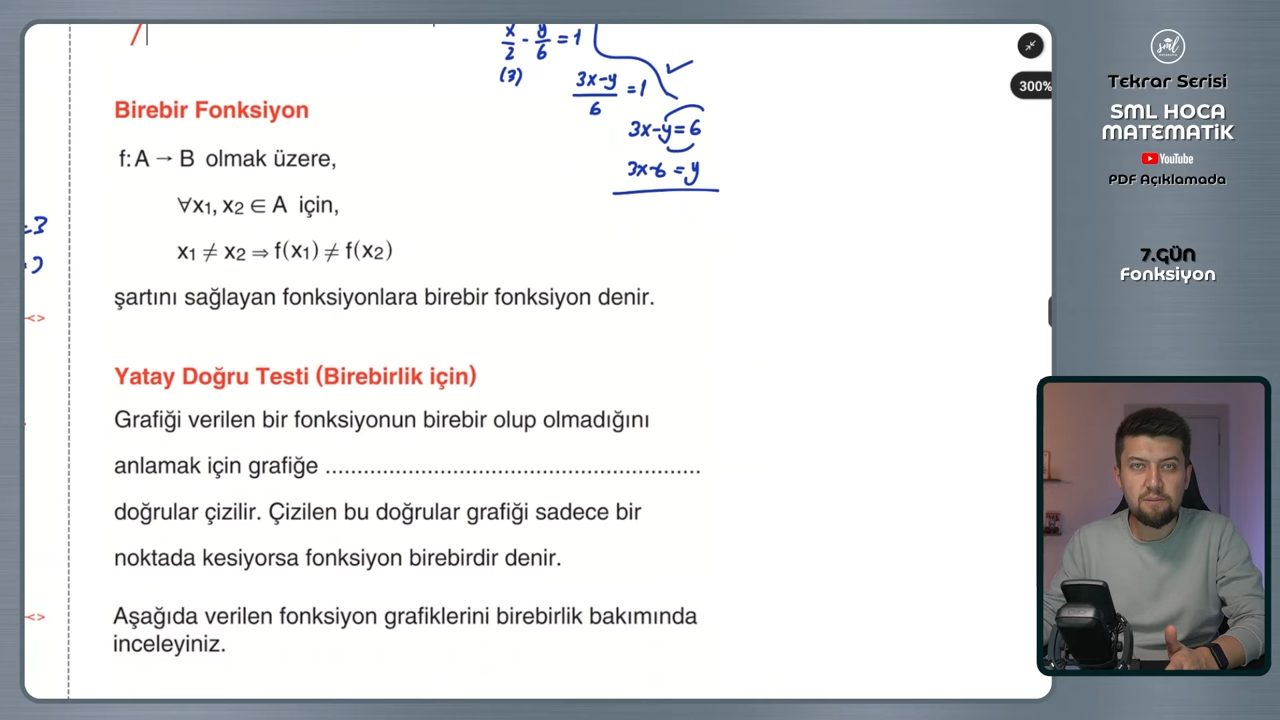 x/2 - y/6 = 1
(3)
3x-y/6 = 1
3x-y=6
3x-6=y
=3
Birebir Fonksiyon
f: A → B olmak üzere,
∀x₁, x₂ ∈ A için,
x₁ ≠ x₂ ⇒ f(x₁) ≠ f(x₂)
şartını sağlayan fonksiyonlara birebir fonksiyon denir.
Yatay Doğru Testi (Birebirlik için)
Grafiği verilen bir fonksiyonun birebir olup olmadığını
anlamak için grafiğe ..........................................................
doğrular çizilir. Çizilen bu doğrular grafiği sadece bir
noktada kesiyorsa fonksiyon birebirdir denir.
Aşağıda verilen fonksiyon grafiklerini birebirlik bakımında
inceleyiniz.
300%
sml
Tekrar Serisi
SML HOCA
MATEMATİK
YouTube
PDF Açıklamada
7.GÜN
Fonksiyon